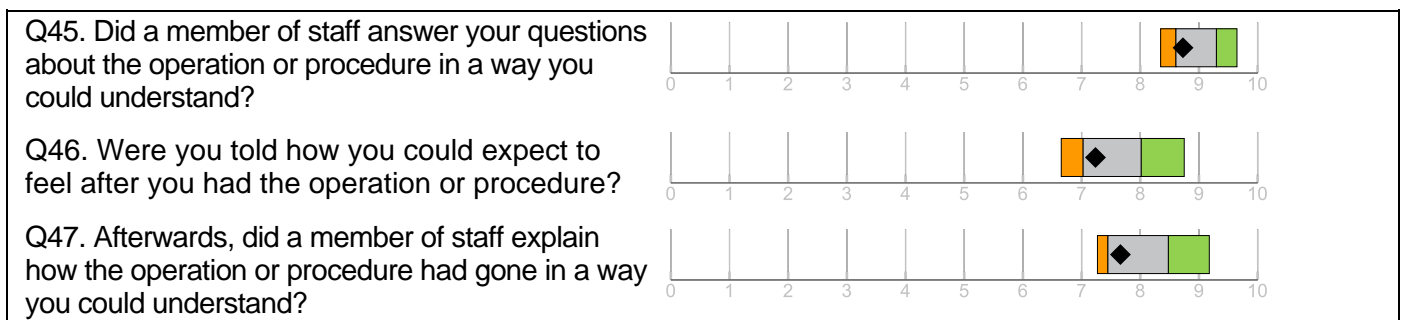 Q45. Did a member of staff answer your questions
about the operation or procedure in a way you
could understand?
0 1 2 3 4 5 6 7 8 9 10
Q46. Were you told how you could expect to
feel after you had the operation or procedure?
0 1 2 3 4 5 6 7 8 9 10
Q47. Afterwards, did a member of staff explain
how the operation or procedure had gone in a way
you could understand?
0 1 2 3 4 5 6 7 8 9 10